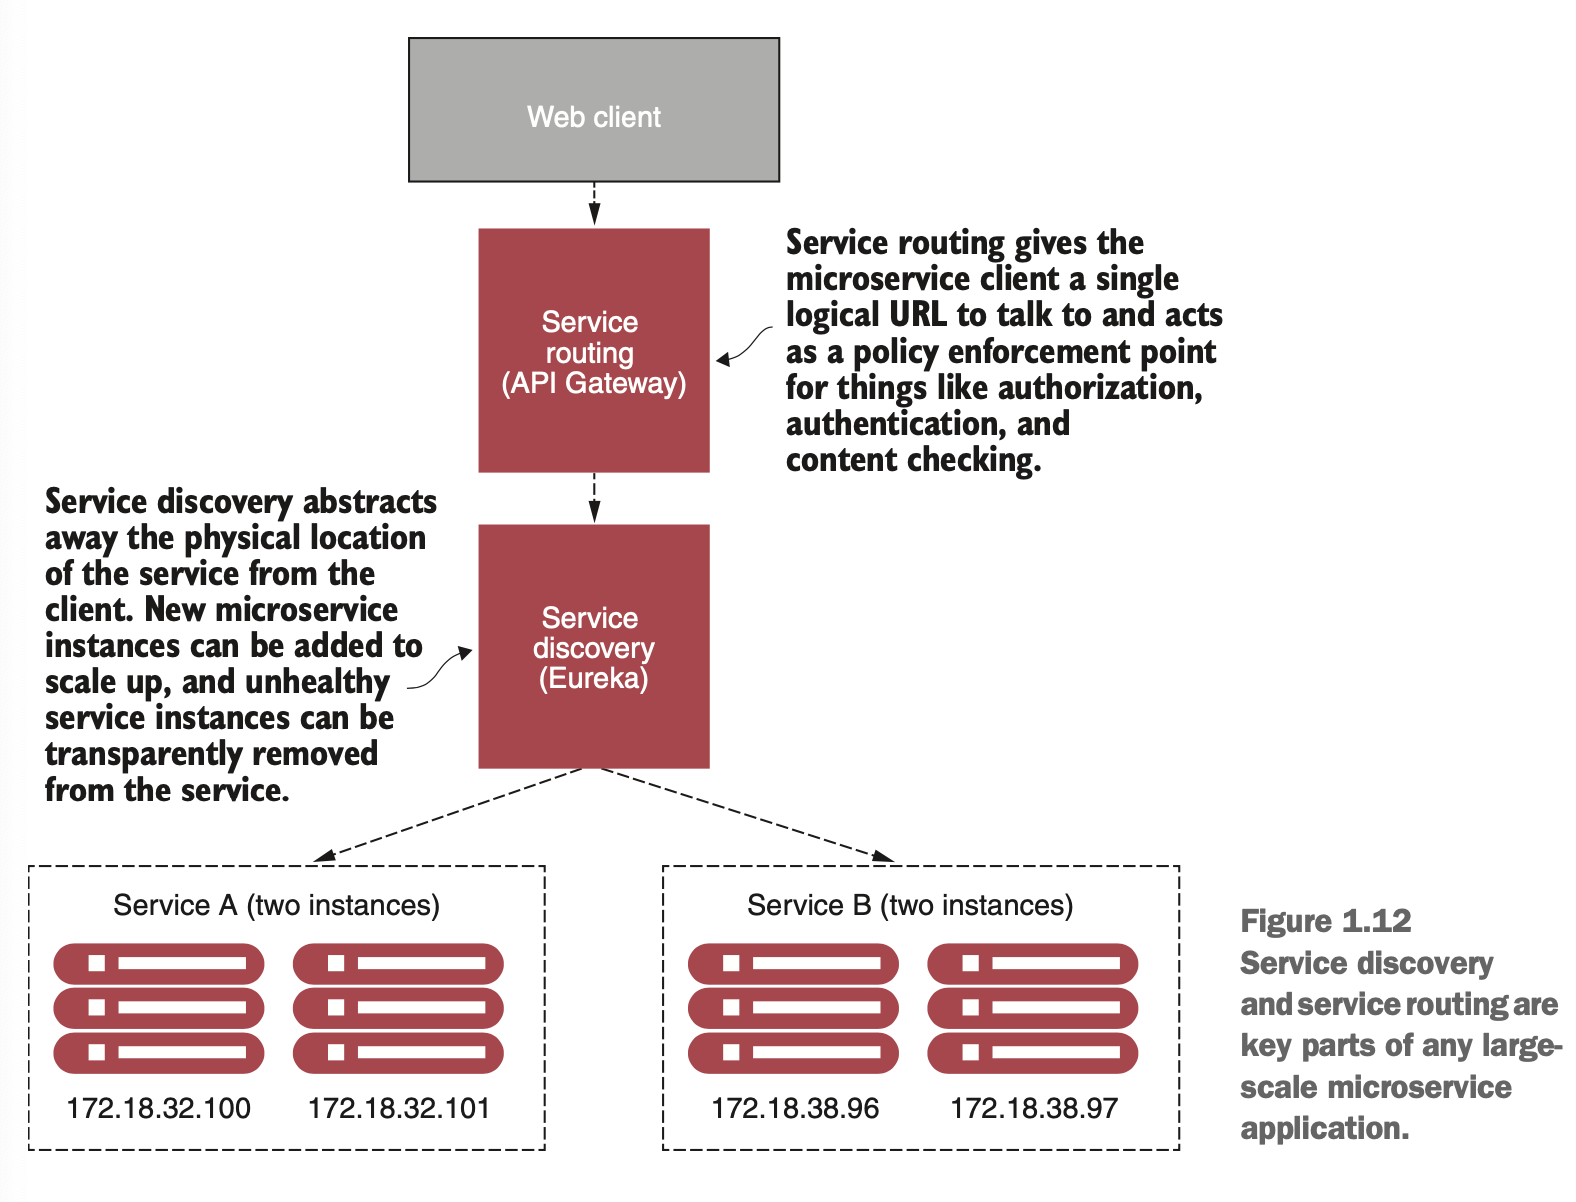 Web client
Service
routing
(API Gateway)
Service routing gives the
microservice client a single
logical URL to talk to and acts
as a policy enforcement point
for things like authorization,
authentication, and
content checking.
Service discovery abstracts
away the physical location
of the service from the
client. New microservice
instances can be added to
scale up, and unhealthy
service instances can be
transparently removed
from the service.
Service
discovery
(Eureka)
Service A (two instances)
172.18.32.100
172.18.32.101
Service B (two instances)
172.18.38.96
172.18.38.97
Figure 1.12
Service discovery
and service routing are
key parts of any large-
scale microservice
application.